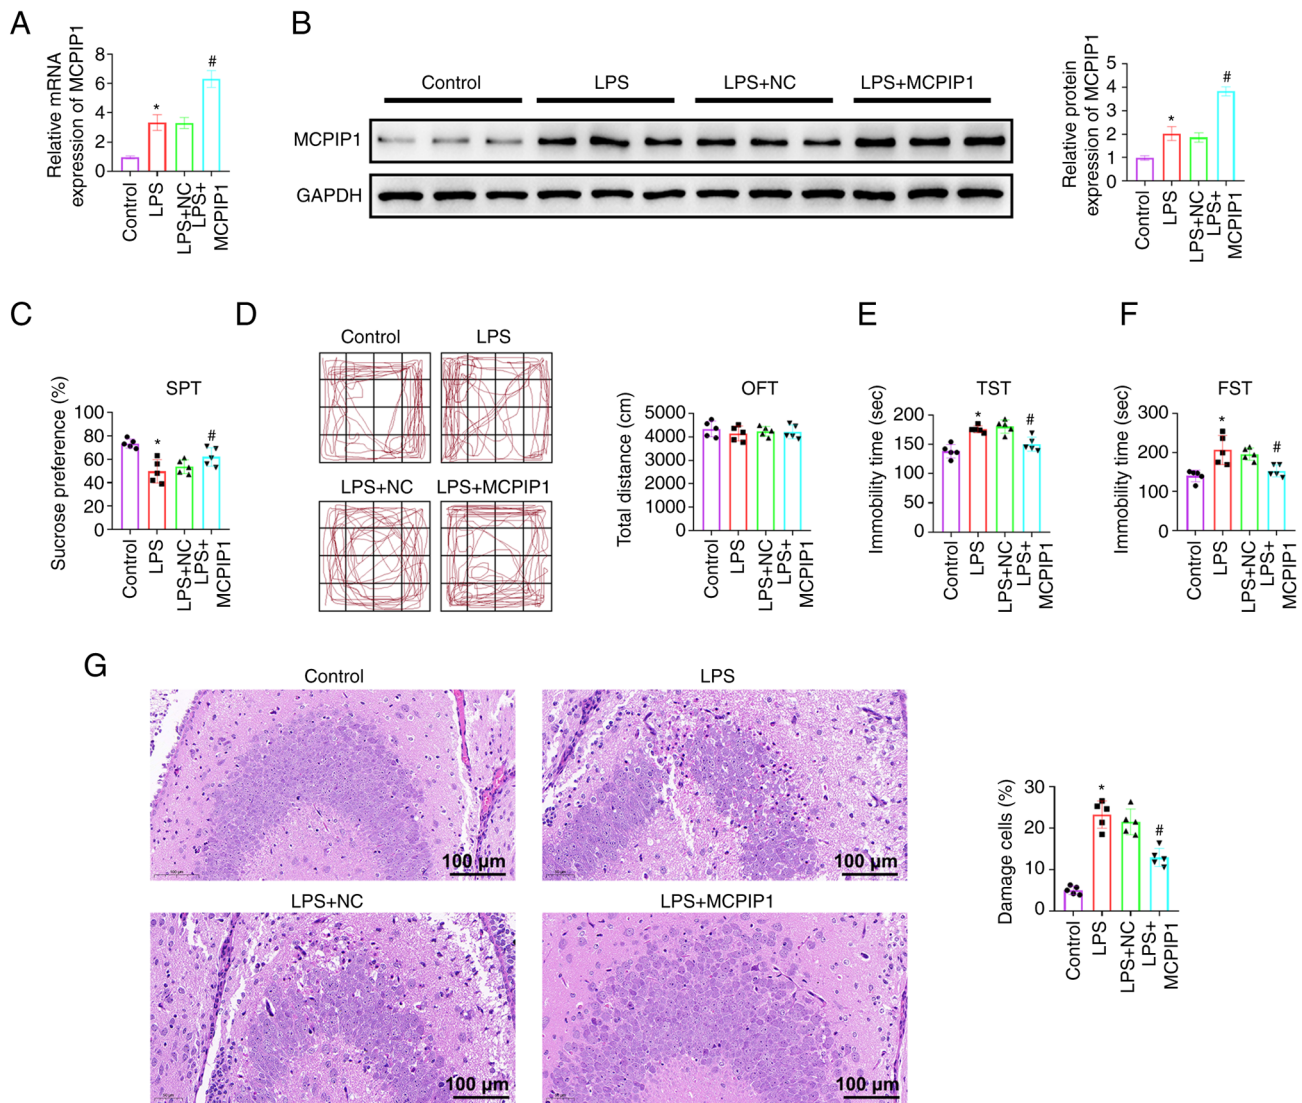 A
Relative mRNA
expression of MCPIP1
8
6
4
2
0
*
#
Control
LPS
LPS+NC
LPS+
MCPIP1
B
Control
LPS
LPS+NC
LPS+MCPIP1
MCPIP1
GAPDH
Relative protein
expression of MCPIP1
5
4
3
2
1
0
*
#
Control
LPS
LPS+NC
LPS+
MCPIP1
C
SPT
Sucrose preference (%)
100
80
60
40
20
0
*
#
Control
LPS
LPS+NC
LPS+
MCPIP1
D
Control
LPS
LPS+NC
LPS+MCPIP1
OFT
Total distance (cm)
5000
4000
3000
2000
1000
0
Control
LPS
LPS+NC
LPS+
MCPIP1
E
TST
Immobility time (sec)
200
150
100
50
0
*
#
Control
LPS
LPS+NC
LPS+
MCPIP1
F
FST
Immobility time (sec)
300
200
100
0
*
#
Control
LPS
LPS+NC
LPS+
MCPIP1
G
Control
LPS
100 µm
100 µm
LPS+NC
LPS+MCPIP1
100 µm
100 µm
Damage cells (%)
30
20
10
0
*
#
Control
LPS
LPS+NC
LPS+
MCPIP1